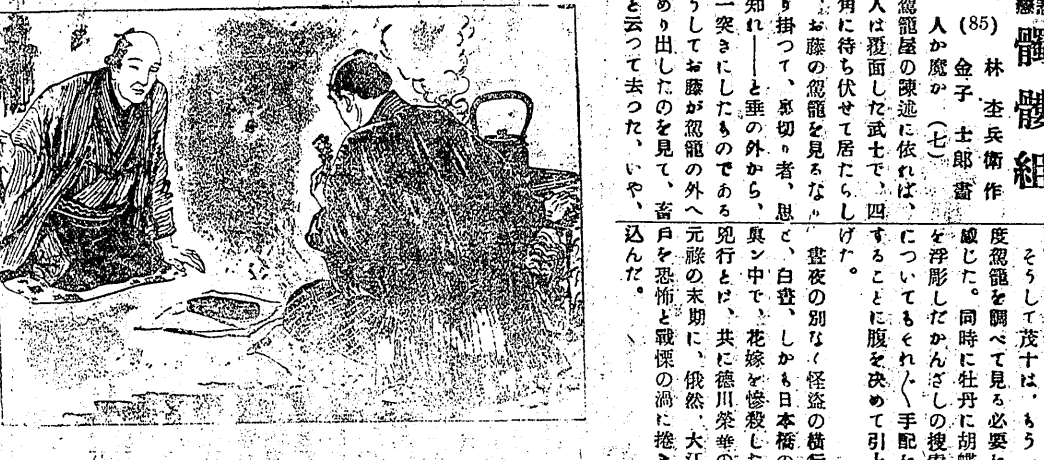 髑髏組
(85) 林 杢兵衛 作
金子 士郎 畵
人か魔か (七)
駕籠屋の陳述に依れば、
人は覆面した武士で、四
角に待ち伏せて居たらし
、お藤の駕籠を見るなり
り掛つて、裏切り者、思
知れ――と垂の外から、
一突きにしたものである
うしてお藤が駕籠の外へ
めり出したのを見て、畜
と云つて去つた、いや、
そうして茂十は、もう
度駕籠を調べて見る必要
感じた。同時に牡丹に胡蝶
を浮彫しだかんざしの捜索
についてもそれ〴〵手配
することに腹を決めて引上
げた。
晝夜の別なく怪盗の横行
と、白晝、しかも日本橋の
眞ン中で、花嫁を惨殺した
兇行とは、共に徳川榮華の
元祿の末期に、俄然、大江
戸を恐怖と戰慄の渦に捲き
込んだ。